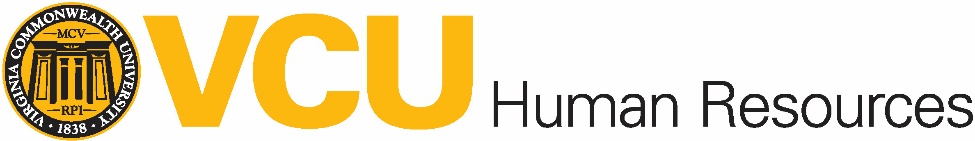 VIRGINIA COMMONWEALTH UNIVERSITY
MCV
RPI
· 1838 ·
VCU Human Resources